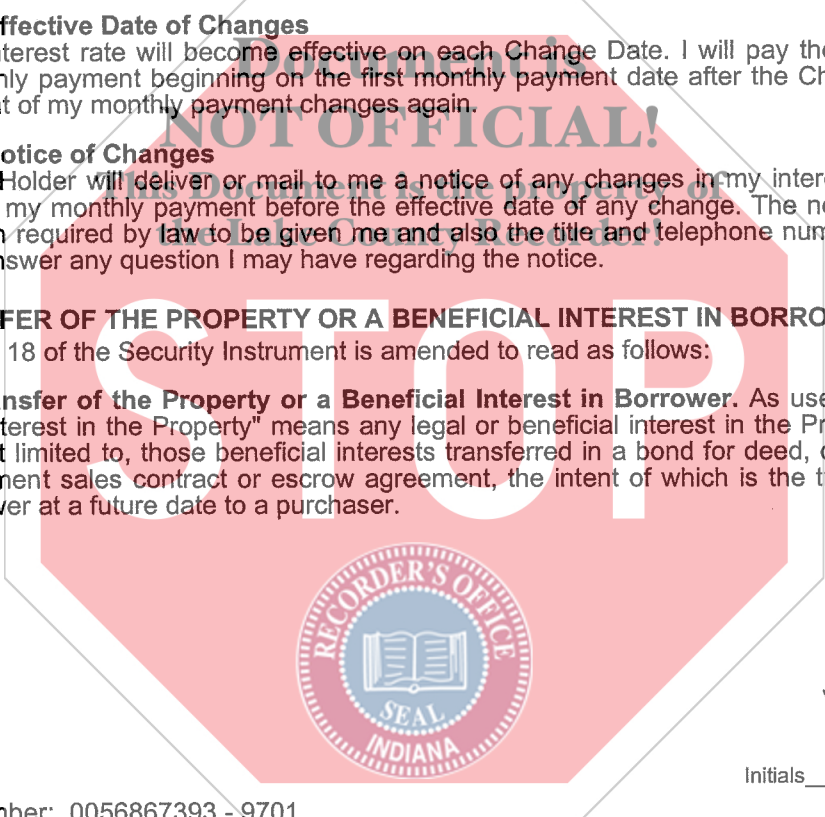 ffective Date of Changes
terest rate will become effective on each Change Date. I will pay the
nly payment beginning on the first monthly payment date after the Ch
t of my monthly payment changes again.
otice of Changes
Holder will deliver or mail to me a notice of any changes in my inter
my monthly payment before the effective date of any change. The no
n required by law to be given me and also the title and telephone num
nswer any question I may have regarding the notice.
FER OF THE PROPERTY OR A BENEFICIAL INTEREST IN BORRO
18 of the Security Instrument is amended to read as follows:
nsfer of the Property or a Beneficial Interest in Borrower. As use
terest in the Property" means any legal or beneficial interest in the Pr
t limited to, those beneficial interests transferred in a bond for deed,
ment sales contract or escrow agreement, the intent of which is the t
ver at a future date to a purchaser.
Document is
NOT OFFICIAL!
This Document is the property of
the Lake County Recorder!
STOP
RECORDER'S OFFICE
SEAL
INDIANA
Initials
ber: 0056867393 - 9701